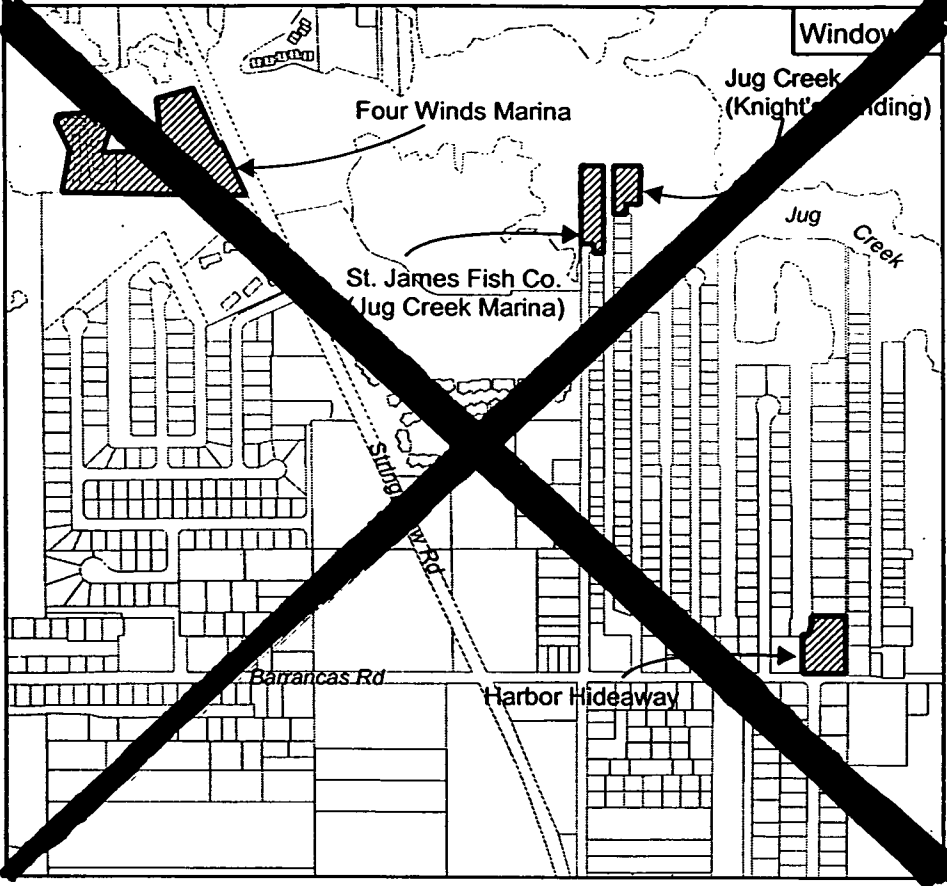 Window
Jug Creek
(Knight's
Four Winds Marina
Jug
Creek
St. James Fish Co.
(Jug Creek Marina)
Barrancas Rd
Harbor Hideaway